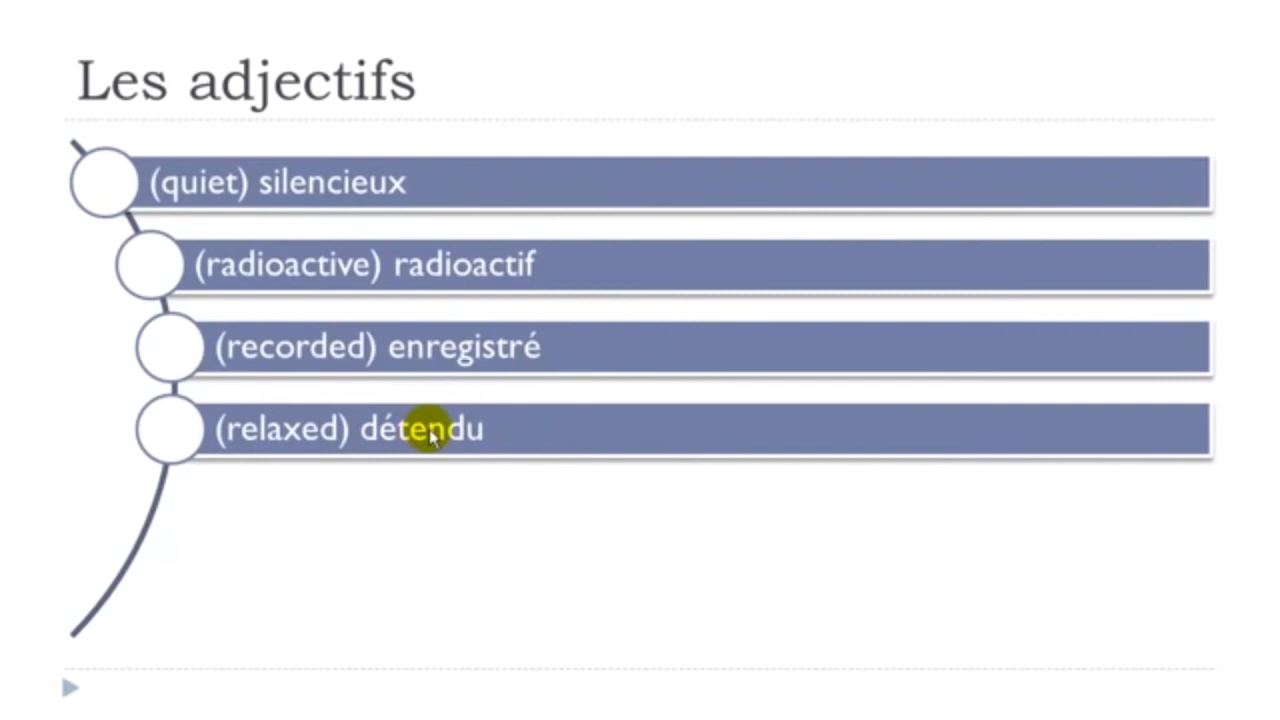 Les adjectifs
(quiet) silencieux
(radioactive) radioactif
(recorded) enregistré
(relaxed) détendu